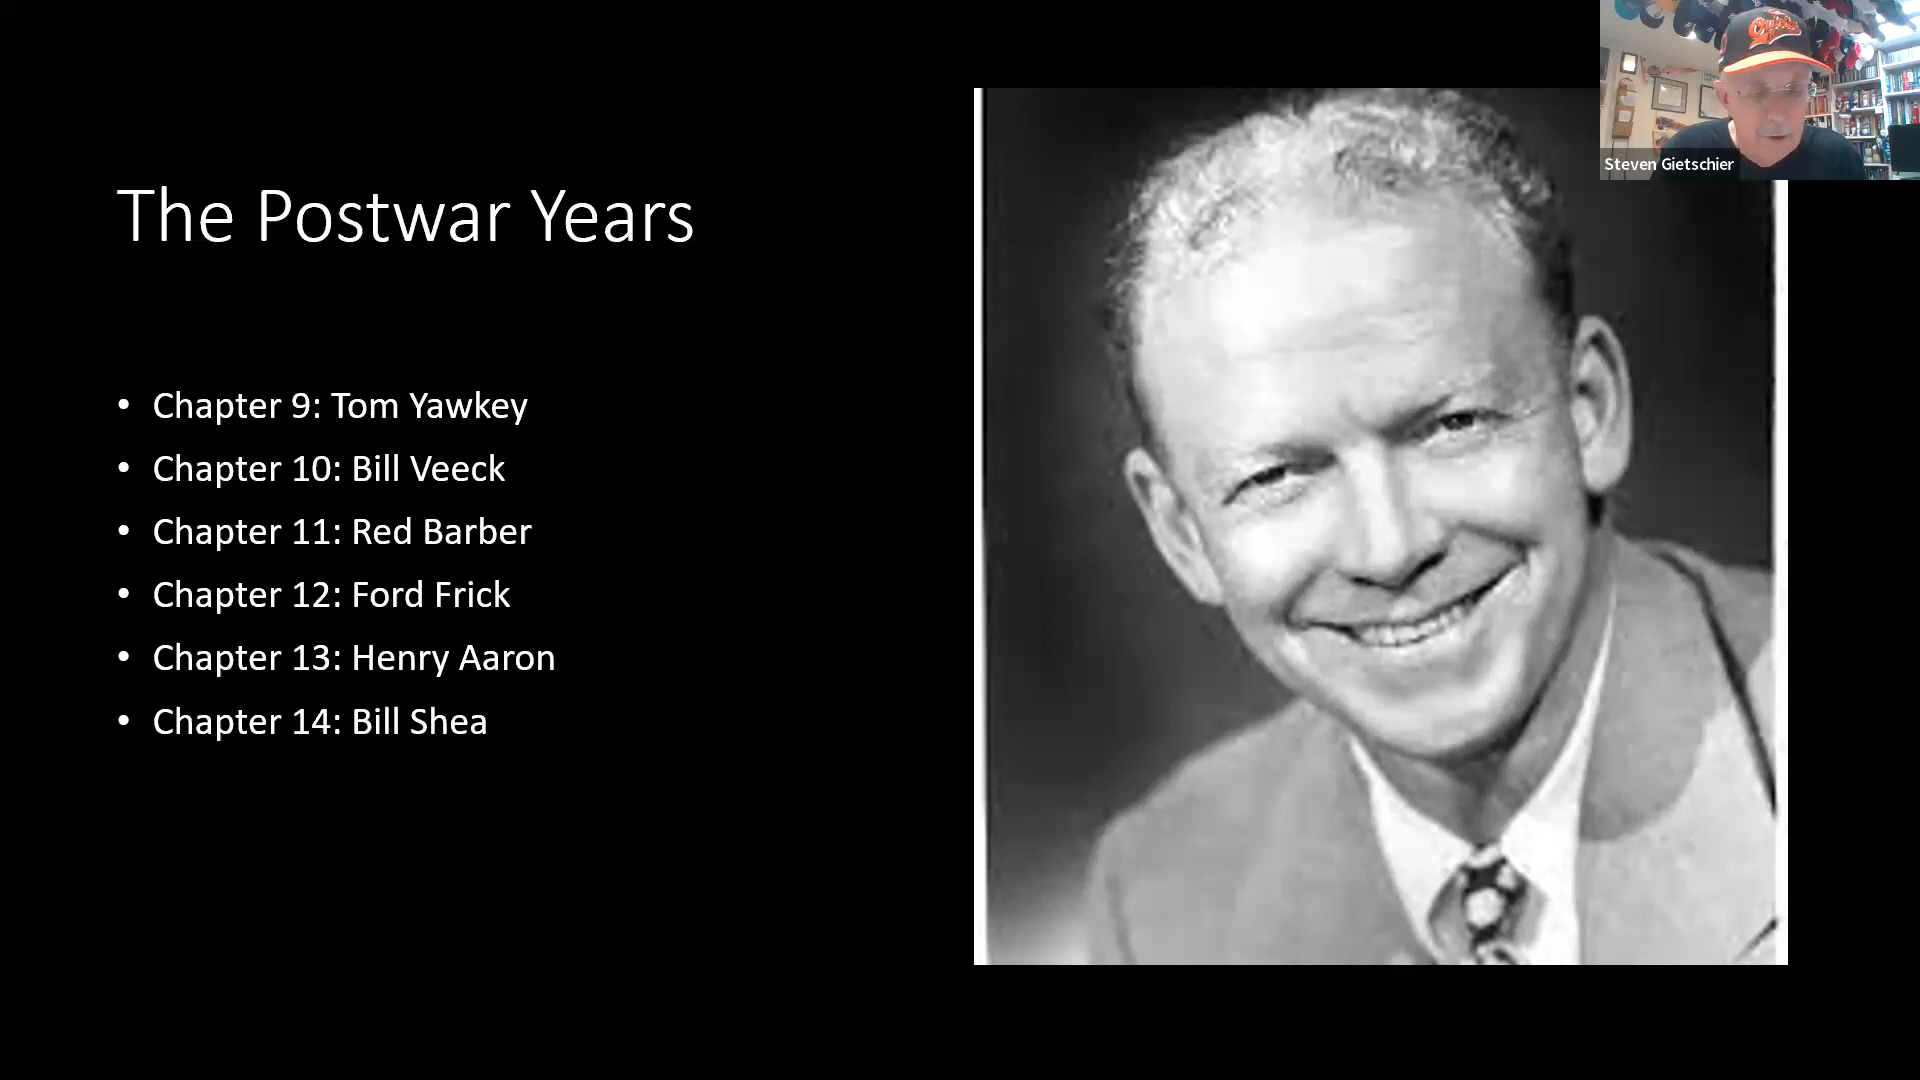 The Postwar Years
• Chapter 9: Tom Yawkey
• Chapter 10: Bill Veeck
• Chapter 11: Red Barber
• Chapter 12: Ford Frick
• Chapter 13: Henry Aaron
• Chapter 14: Bill Shea
Orioles
Steven Gietschier